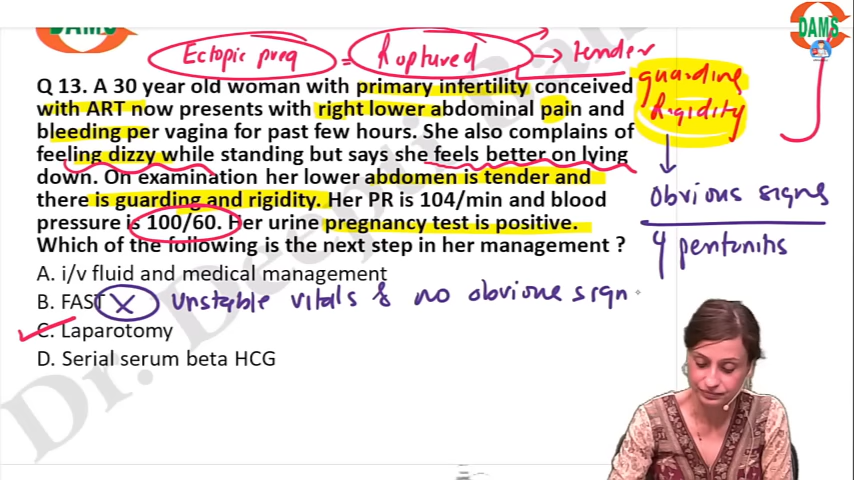 DAMS
Ectopic preq = Ruptured → tender
guarding
Rigidity
Q 13. A 30 year old woman with primary infertility conceived
with ART now presents with right lower abdominal pain and
bleeding per vagina for past few hours. She also complains of
feeling dizzy while standing but says she feels better on lying
down. On examination her lower abdomen is tender and
there is guarding and rigidity. Her PR is 104/min and blood
pressure is 100/60. Her urine pregnancy test is positive.
Which of the following is the next step in her management ?
obvious signs
of peritonitis
A. i/v fluid and medical management
B. FAST X unstable vitals & no obvious sign
C. Laparotomy
D. Serial serum beta HCG